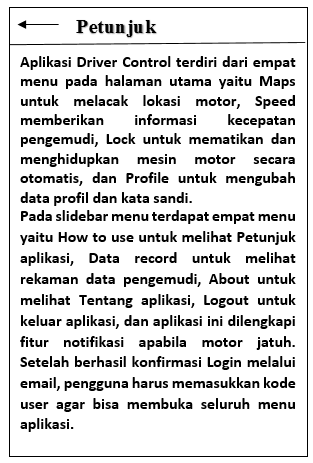 Petunjuk
Aplikasi Driver Control terdiri dari empat
menu pada halaman utama yaitu Maps
untuk melacak lokasi motor, Speed
memberikan informasi kecepatan
pengemudi, Lock untuk mematikan dan
menghidupkan mesin motor secara
otomatis, dan Profile untuk mengubah
data profil dan kata sandi.
Pada slidebar menu terdapat empat menu
yaitu How to use untuk melihat Petunjuk
aplikasi, Data record untuk melihat
rekaman data pengemudi, About untuk
melihat Tentang aplikasi, Logout untuk
keluar aplikasi, dan aplikasi ini dilengkapi
fitur notifikasi apabila motor jatuh.
Setelah berhasil konfirmasi Login melalui
email, pengguna harus memasukkan kode
user agar bisa membuka seluruh menu
aplikasi.